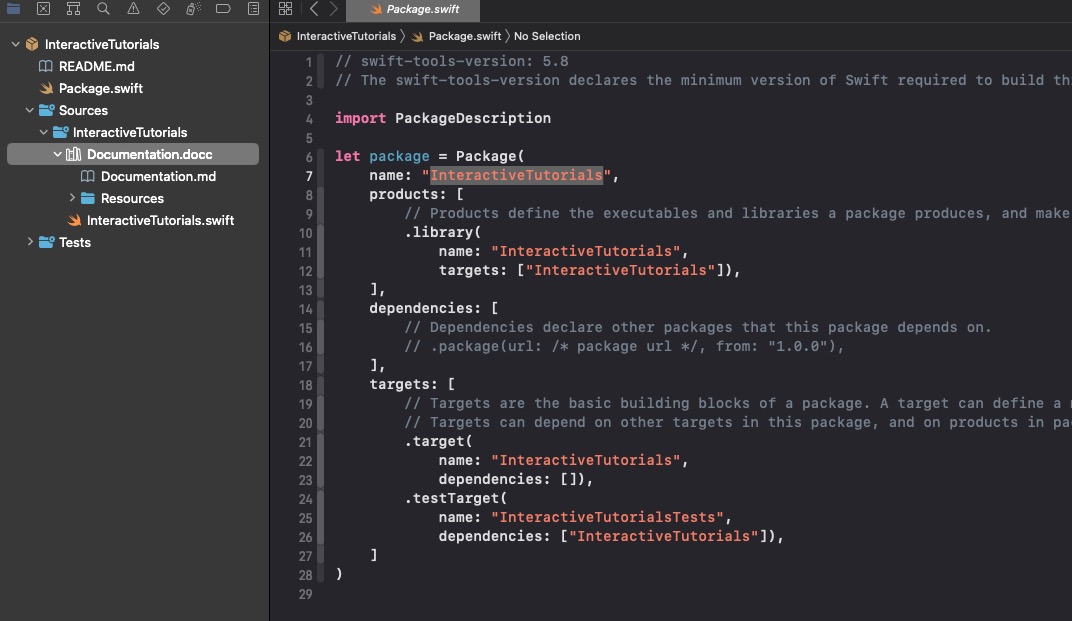 Package.swift
InteractiveTutorials
README.md
Package.swift
Sources
InteractiveTutorials
Documentation.docc
Documentation.md
Resources
InteractiveTutorials.swift
Tests
InteractiveTutorials Package.swift No Selection
1 // swift-tools-version: 5.8
2 // The swift-tools-version declares the minimum version of Swift required to build
3
4 import PackageDescription
5
6 let package = Package(
7 name: "InteractiveTutorials",
8 products: [
9 // Products define the executables and libraries a package produces, and make
10 .library(
11 name: "InteractiveTutorials",
12 targets: ["InteractiveTutorials"]),
13 ],
14 dependencies: [
15 // Dependencies declare other packages that this package depends on.
16 // .package(url: /* package url */, from: "1.0.0"),
17 ],
18 targets: [
19 // Targets are the basic building blocks of a package. A target can define a
20 // Targets can depend on other targets in this package, and on products in
21 .target(
22 name: "InteractiveTutorials",
23 dependencies: []),
24 .testTarget(
25 name: "InteractiveTutorialsTests",
26 dependencies: ["InteractiveTutorials"]),
27 ]
28 )
29